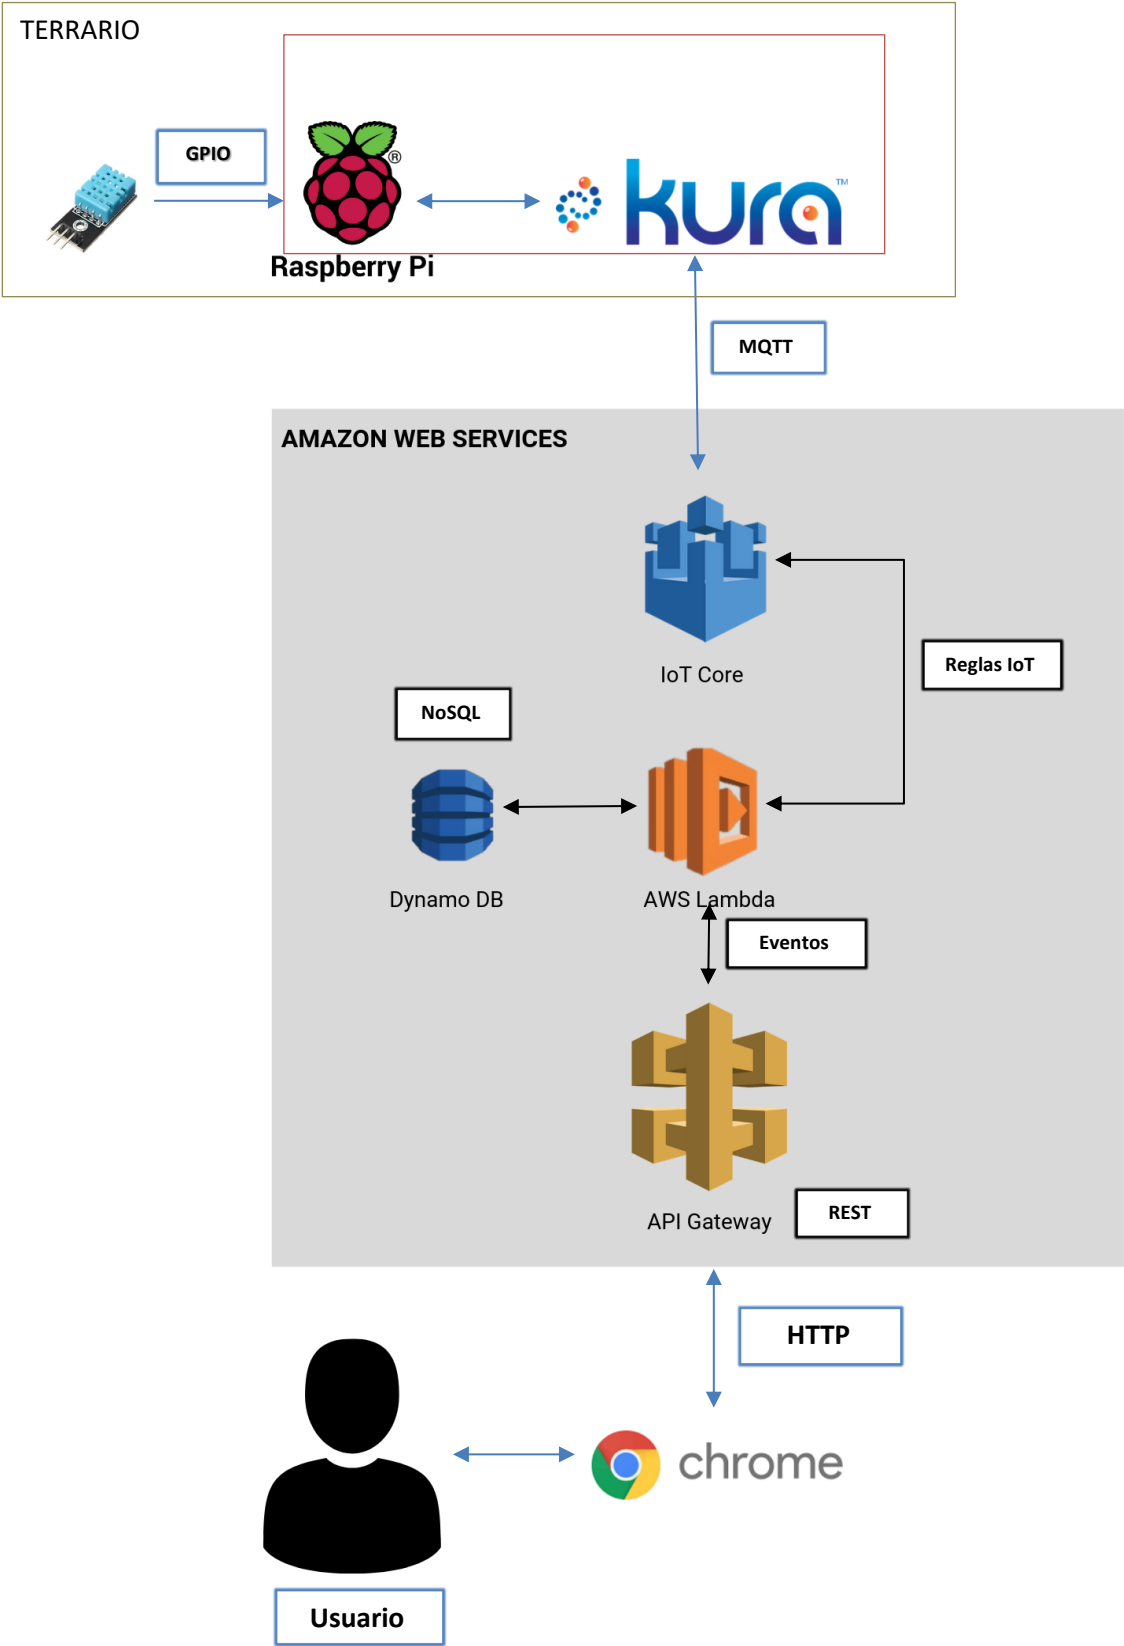 TERRARIO
GPIO
®
Raspberry Pi
kura™
MQTT
AMAZON WEB SERVICES
IoT Core
Reglas IoT
NoSQL
Dynamo DB
AWS Lambda
Eventos
API Gateway
REST
HTTP
chrome
Usuario